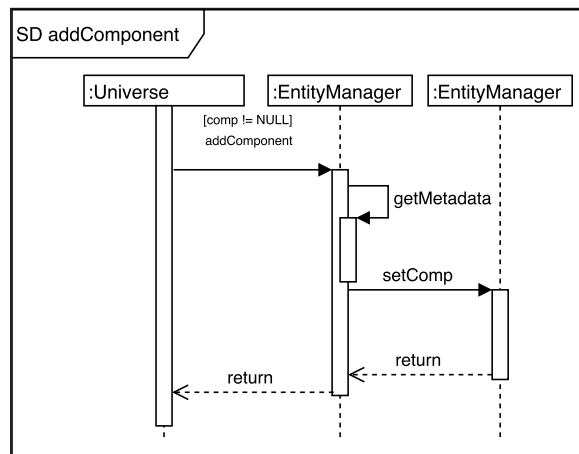 SD addComponent
:Universe
:EntityManager
:EntityManager
[comp != NULL]
addComponent
getMetadata
setComp
return
return